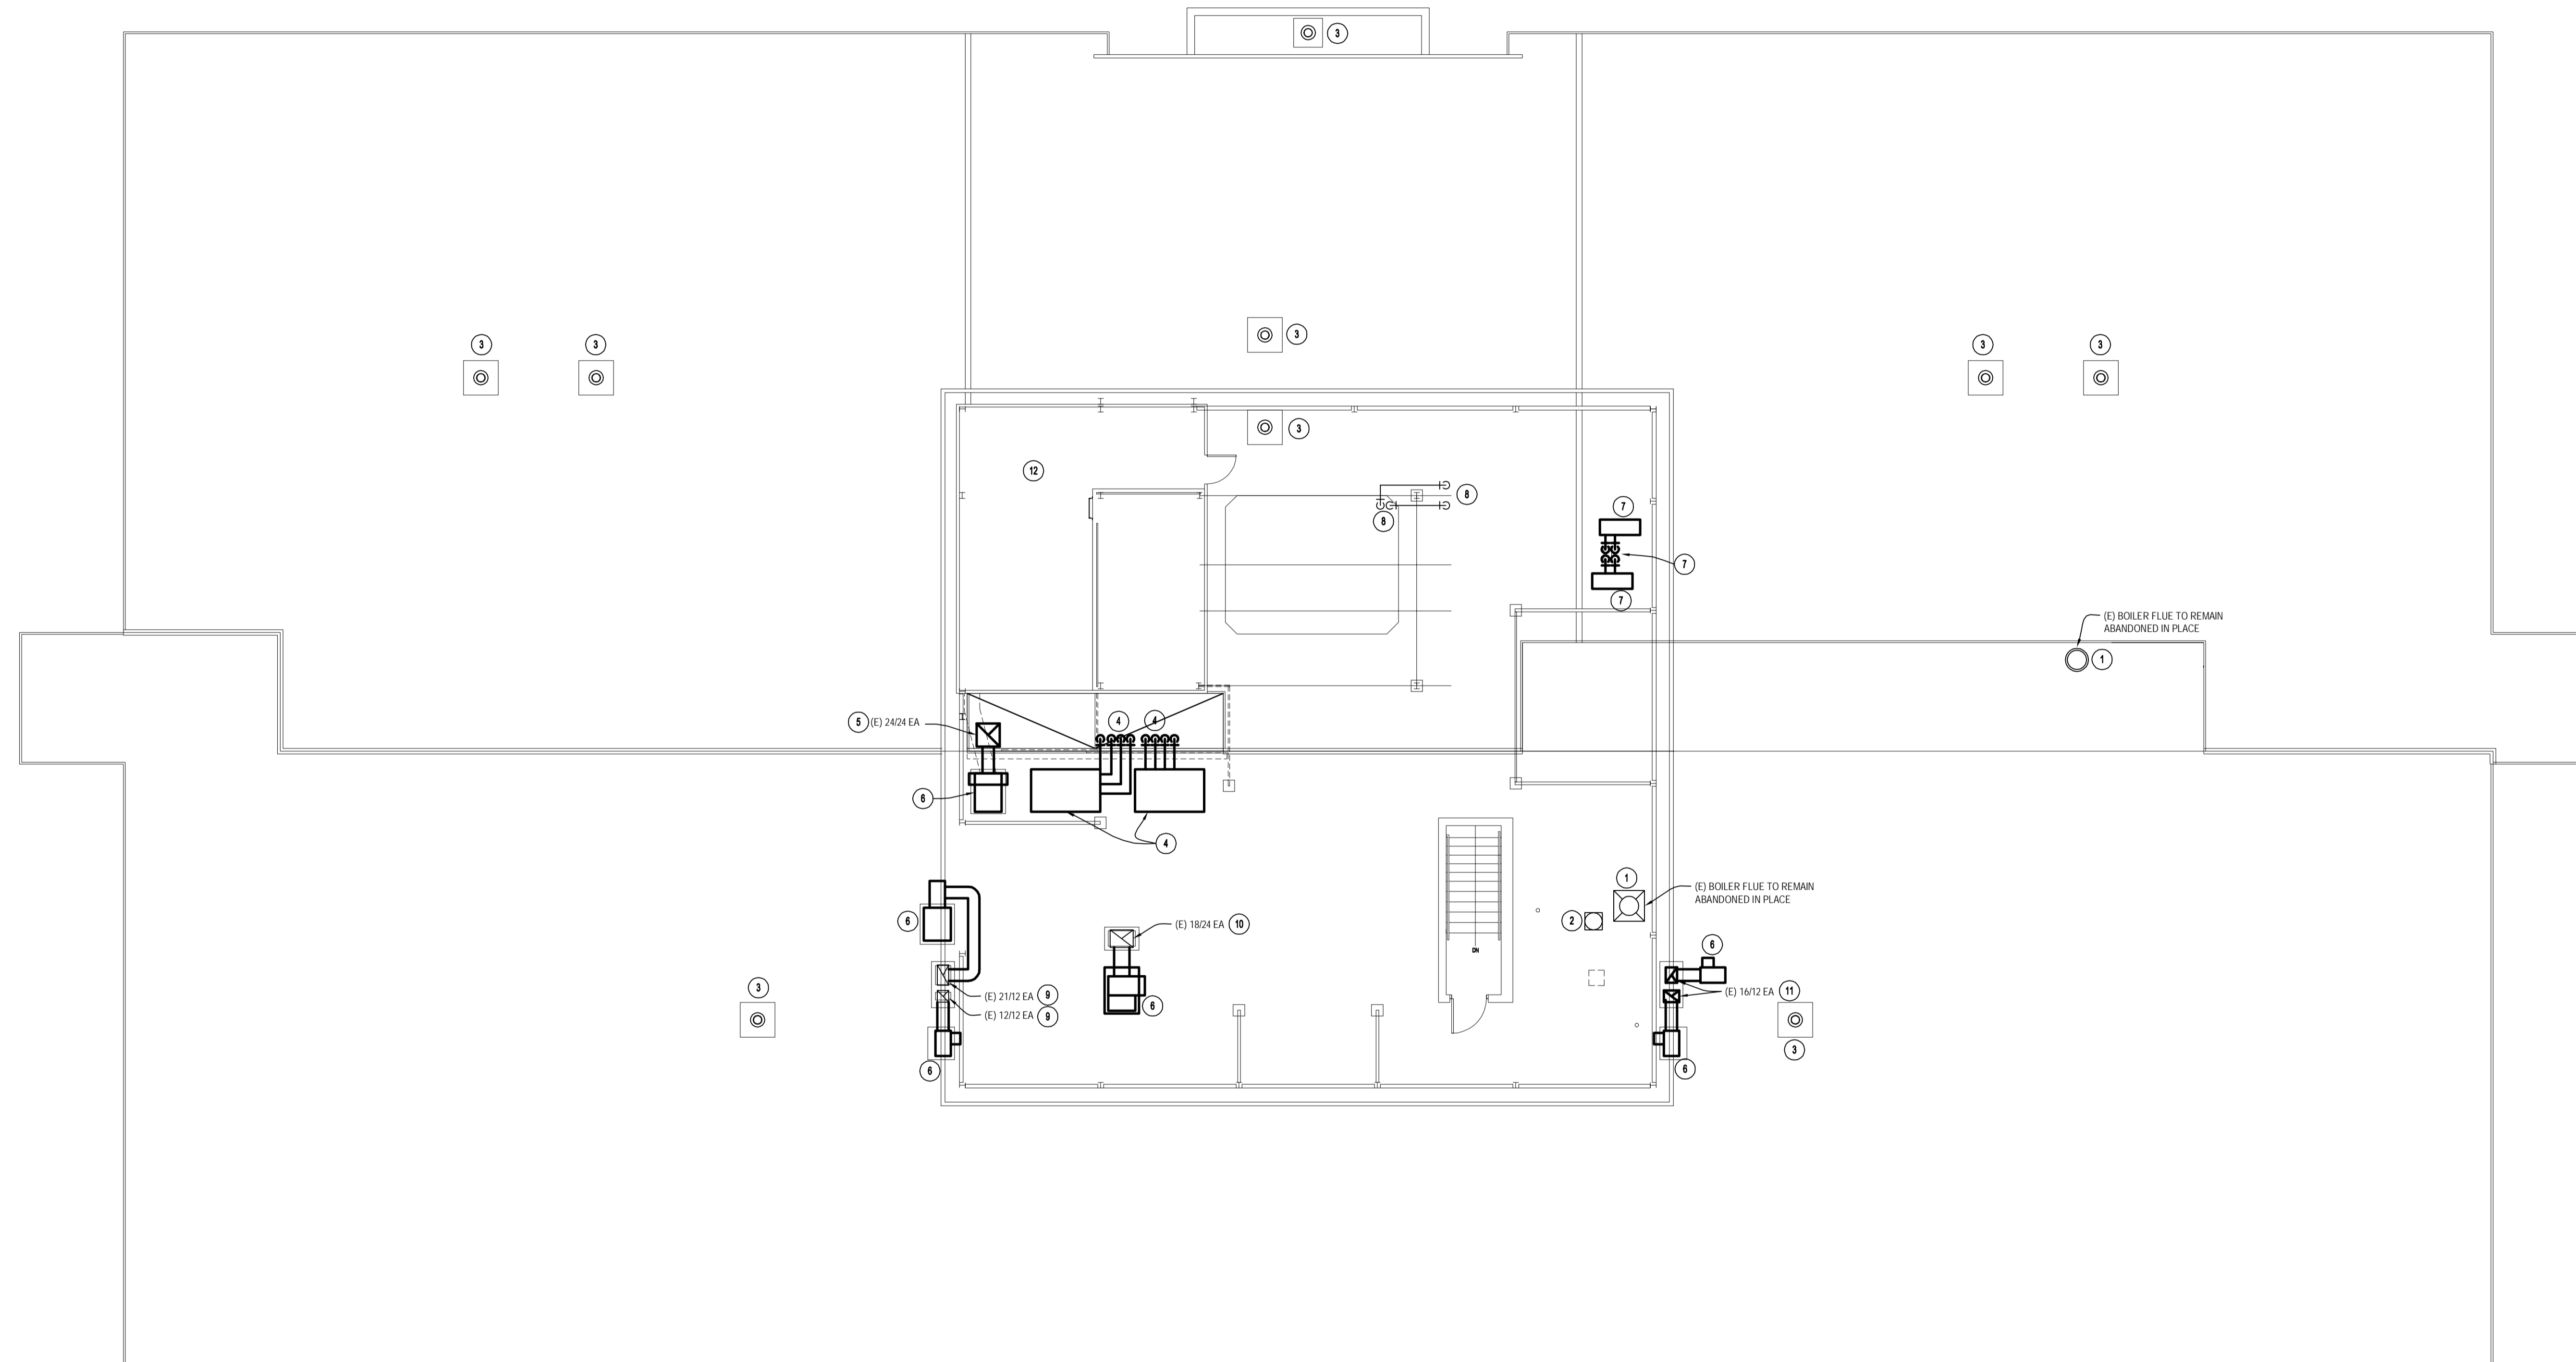 3
3
3
3
3
3
3
12
8
8
7
7
7
(E) BOILER FLUE TO REMAIN
ABANDONED IN PLACE
1
5 (E) 24/24 EA
4
4
6
4
1
(E) BOILER FLUE TO REMAIN
ABANDONED IN PLACE
6
(E) 18/24 EA 10
2
DN
6
3
(E) 21/12 EA 9
(E) 16/12 EA 11
6
(E) 12/12 EA 9
3
6
6